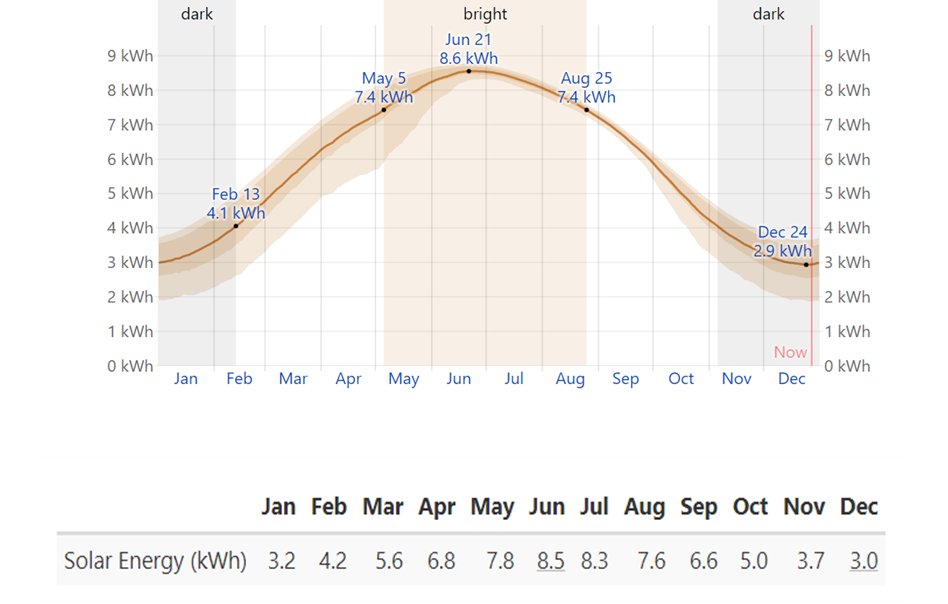 dark bright dark
Jun 21
8.6 kWh
9 kWh 9 kWh
May 5 Aug 25
7.4 kWh 7.4 kWh
8 kWh 8 kWh
7 kWh 7 kWh
6 kWh 6 kWh
5 kWh 5 kWh
Feb 13
4.1 kWh
4 kWh 4 kWh
Dec 24
2.9 kWh
3 kWh 3 kWh
2 kWh 2 kWh
1 kWh 1 kWh
Now
0 kWh 0 kWh
Jan Feb Mar Apr May Jun Jul Aug Sep Oct Nov Dec
Jan Feb Mar Apr May Jun Jul Aug Sep Oct Nov Dec
Solar Energy (kWh) 3.2 4.2 5.6 6.8 7.8 8.5 8.3 7.6 6.6 5.0 3.7 3.0